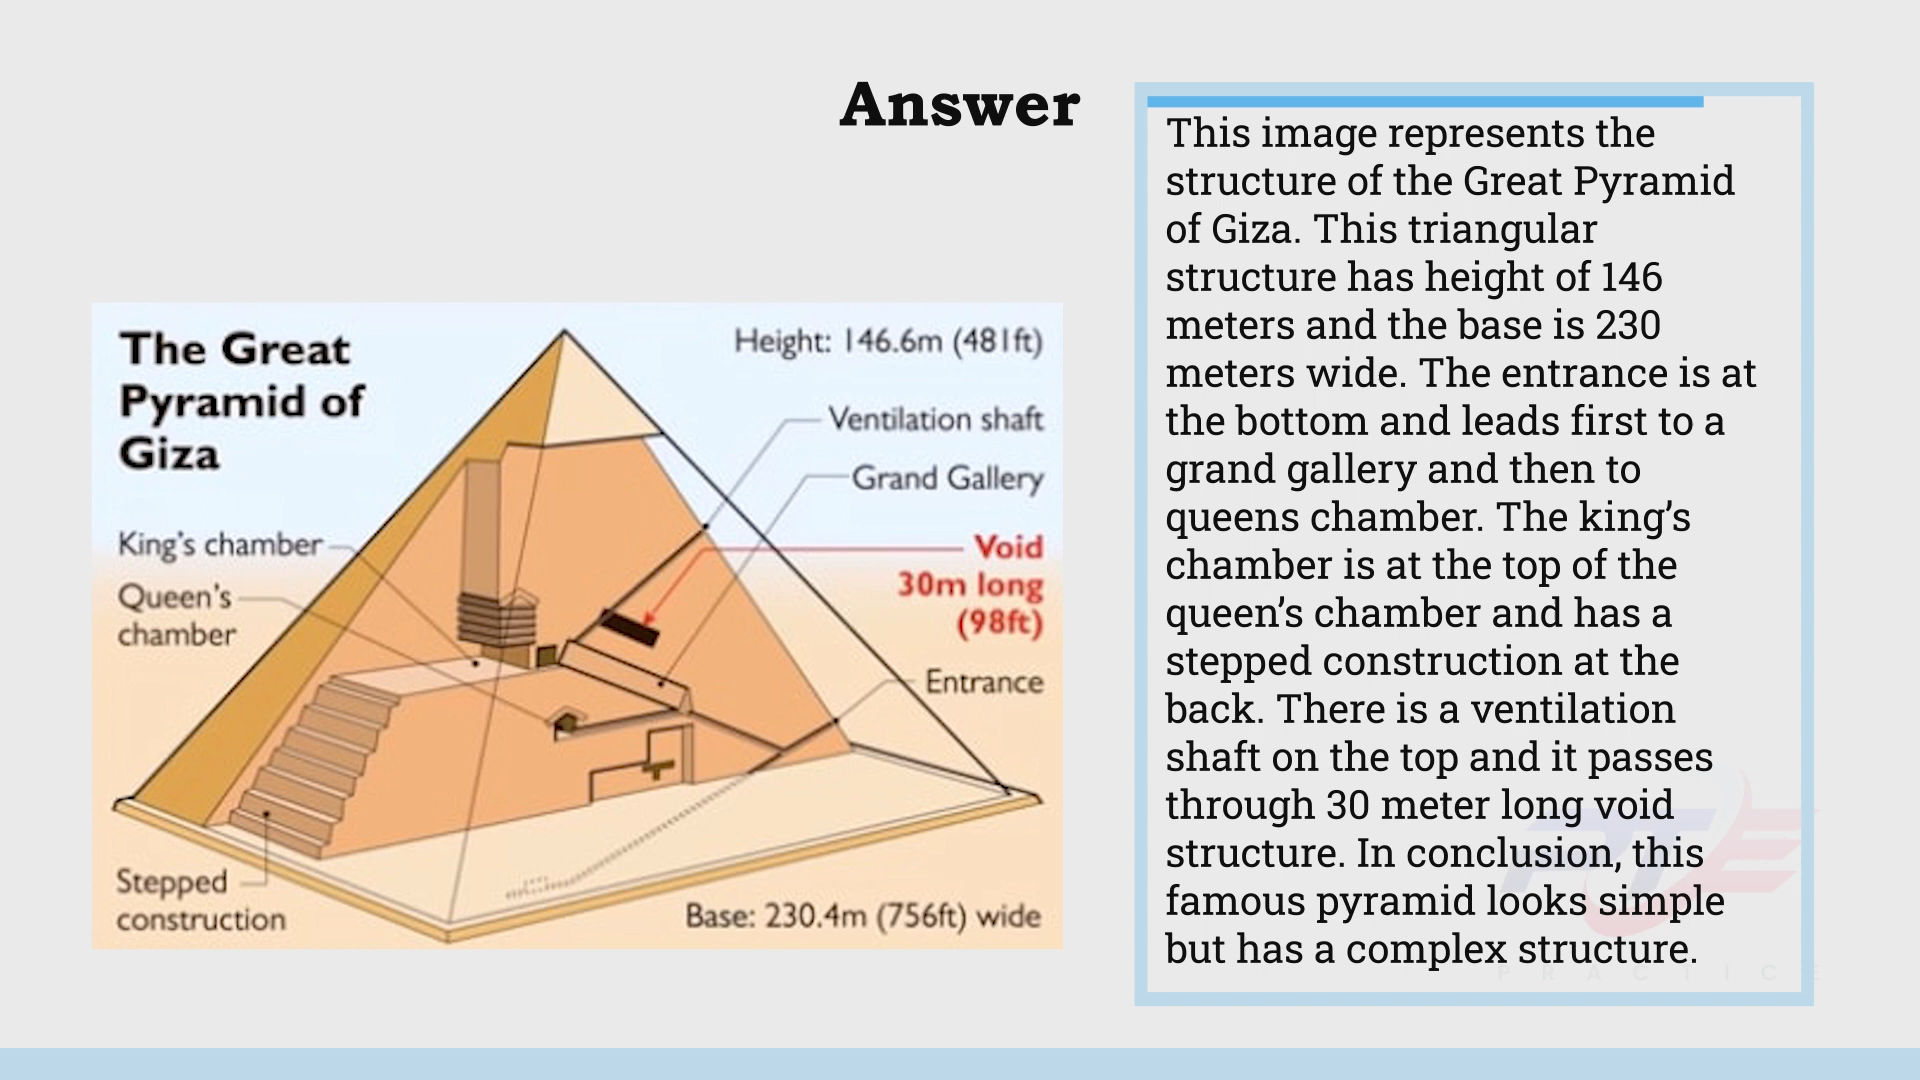 Answer
The Great
Pyramid of
Giza
Height: 146.6m (481ft)
Ventilation shaft
Grand Gallery
King's chamber
Void
30m long
(98ft)
Queen's
chamber
Entrance
Stepped
construction
Base: 230.4m (756ft) wide
This image represents the
structure of the Great Pyramid
of Giza. This triangular
structure has height of 146
meters and the base is 230
meters wide. The entrance is at
the bottom and leads first to a
grand gallery and then to
queens chamber. The king’s
chamber is at the top of the
queen’s chamber and has a
stepped construction at the
back. There is a ventilation
shaft on the top and it passes
through 30 meter long void
structure. In conclusion, this
famous pyramid looks simple
but has a complex structure.
PTE
PRACTICE